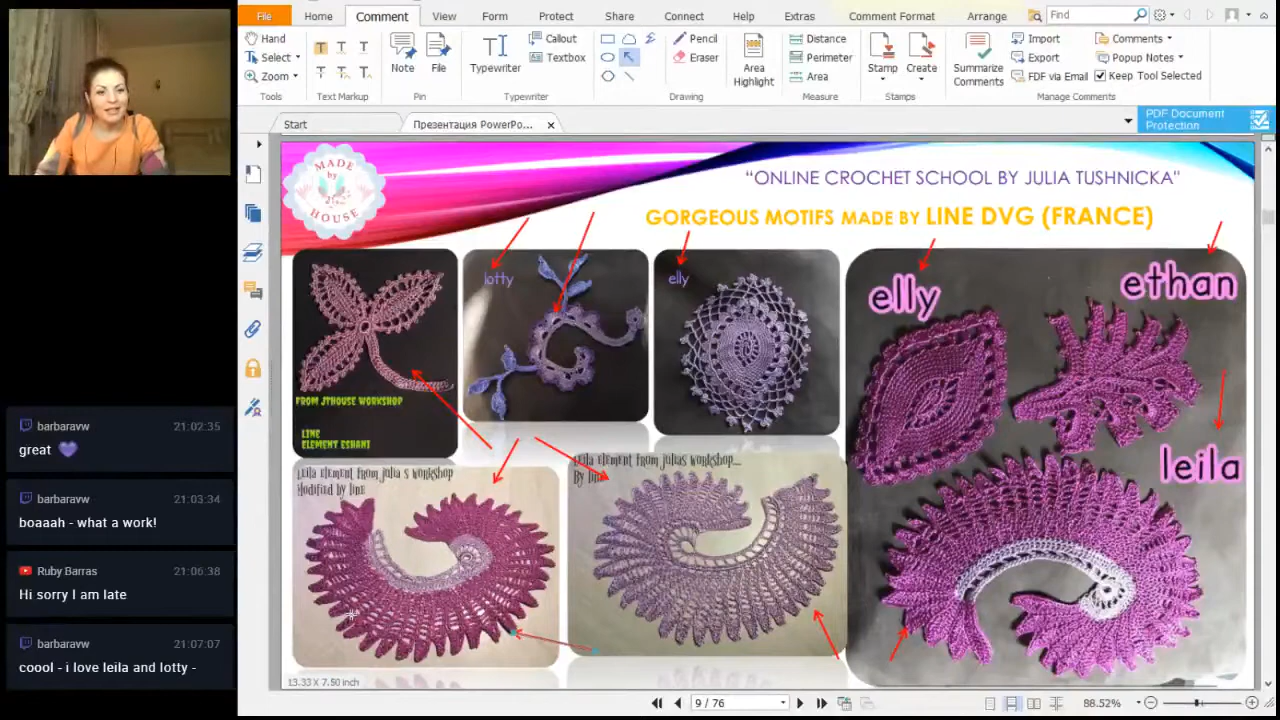 File Home Comment View Form Protect Share Connect Help Extras Comment Format Arrange Find
Hand
Select
Zoom
Tools
T T T
T T T
Text Markup
Note File
Pin
Typewriter
Callout
Textbox
Typewriter
Pencil
Eraser
Drawing
Area Highlight
Distance
Perimeter
Area
Measure
Stamp Create
Stamps
Summarize Comments
Import
Export
FDF via Email
Comments
Popup Notes
Keep Tool Selected
Manage Comments
Start
Презентация PowerPo...
PDF Document
Protection
MADE
by
HOUSE
"ONLINE CROCHET SCHOOL BY JULIA TUSHNICKA"
GORGEOUS MOTIFS MADE BY LINE DVG (FRANCE)
lotty
elly
elly
ethan
leila
FROM JTHOUSE WORKSHOP
LINE
ELEMENT ESHANI
Leila element from julia s workshop
Modified by line
Leila element from julias workshop...
By line
13.33 X 7.50 inch
9 / 76
88.52%
barbaravw 21:02:35
great
barbaravw 21:03:34
boaaah - what a work!
Ruby Barras 21:06:38
Hi sorry I am late
barbaravw 21:07:07
coool - i love leila and lotty -